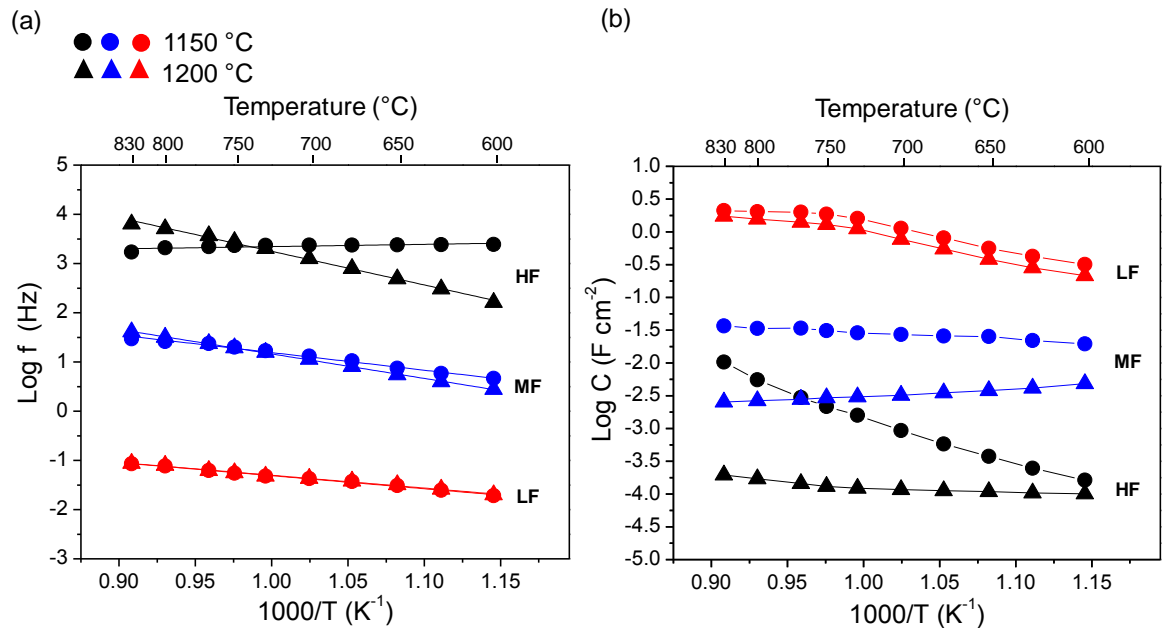 (a)
1150 °C
1200 °C
Temperature (°C)
830 800 750 700 650 600
5
4
3
2
1
0
-1
-2
-3
Log f (Hz)
HF
MF
LF
0.90 0.95 1.00 1.05 1.10 1.15
1000/T (K⁻¹)
(b)
Temperature (°C)
830 800 750 700 650 600
1.0
0.5
0.0
-0.5
-1.0
-1.5
-2.0
-2.5
-3.0
-3.5
-4.0
-4.5
-5.0
Log C (F cm⁻²)
LF
MF
HF
0.90 0.95 1.00 1.05 1.10 1.15
1000/T (K⁻¹)